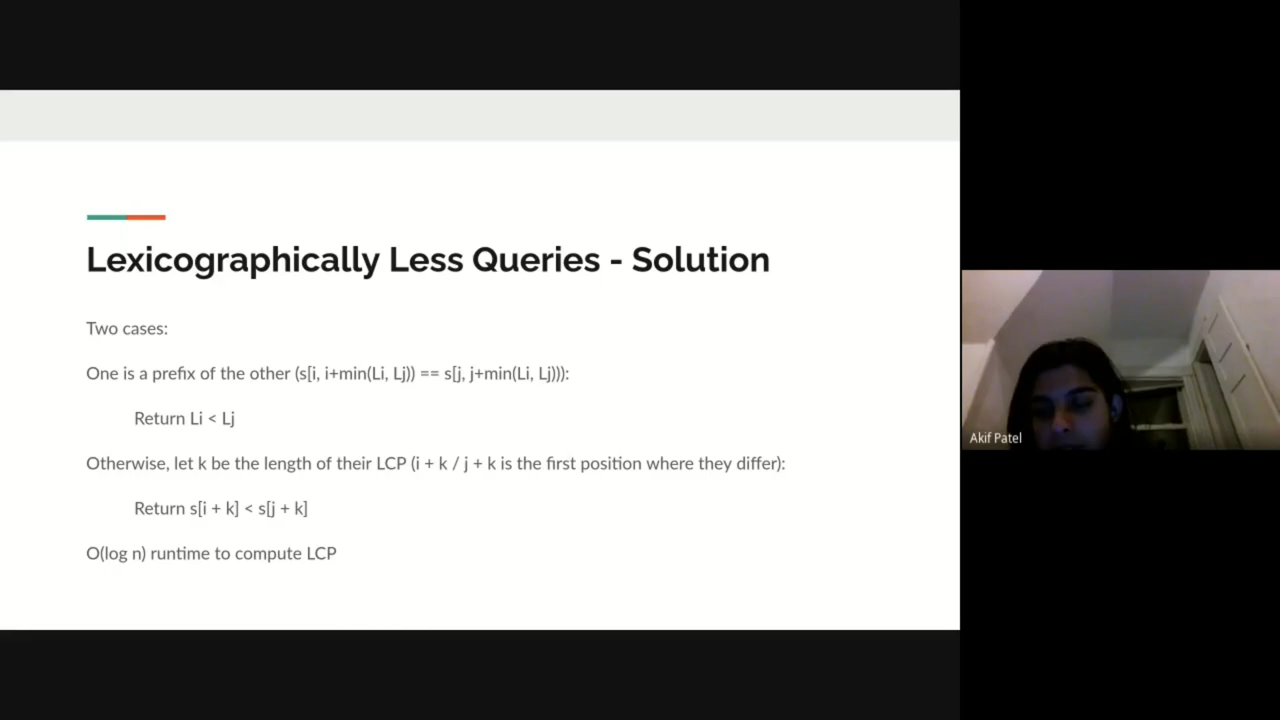 Lexicographically Less Queries - Solution
Two cases:
One is a prefix of the other (s[i, i+min(Li, Lj)) == s[j, j+min(Li, Lj))):
Return Li < Lj
Otherwise, let k be the length of their LCP (i + k / j + k is the first position where they differ):
Return s[i + k] < s[j + k]
O(log n) runtime to compute LCP
Akif Patel